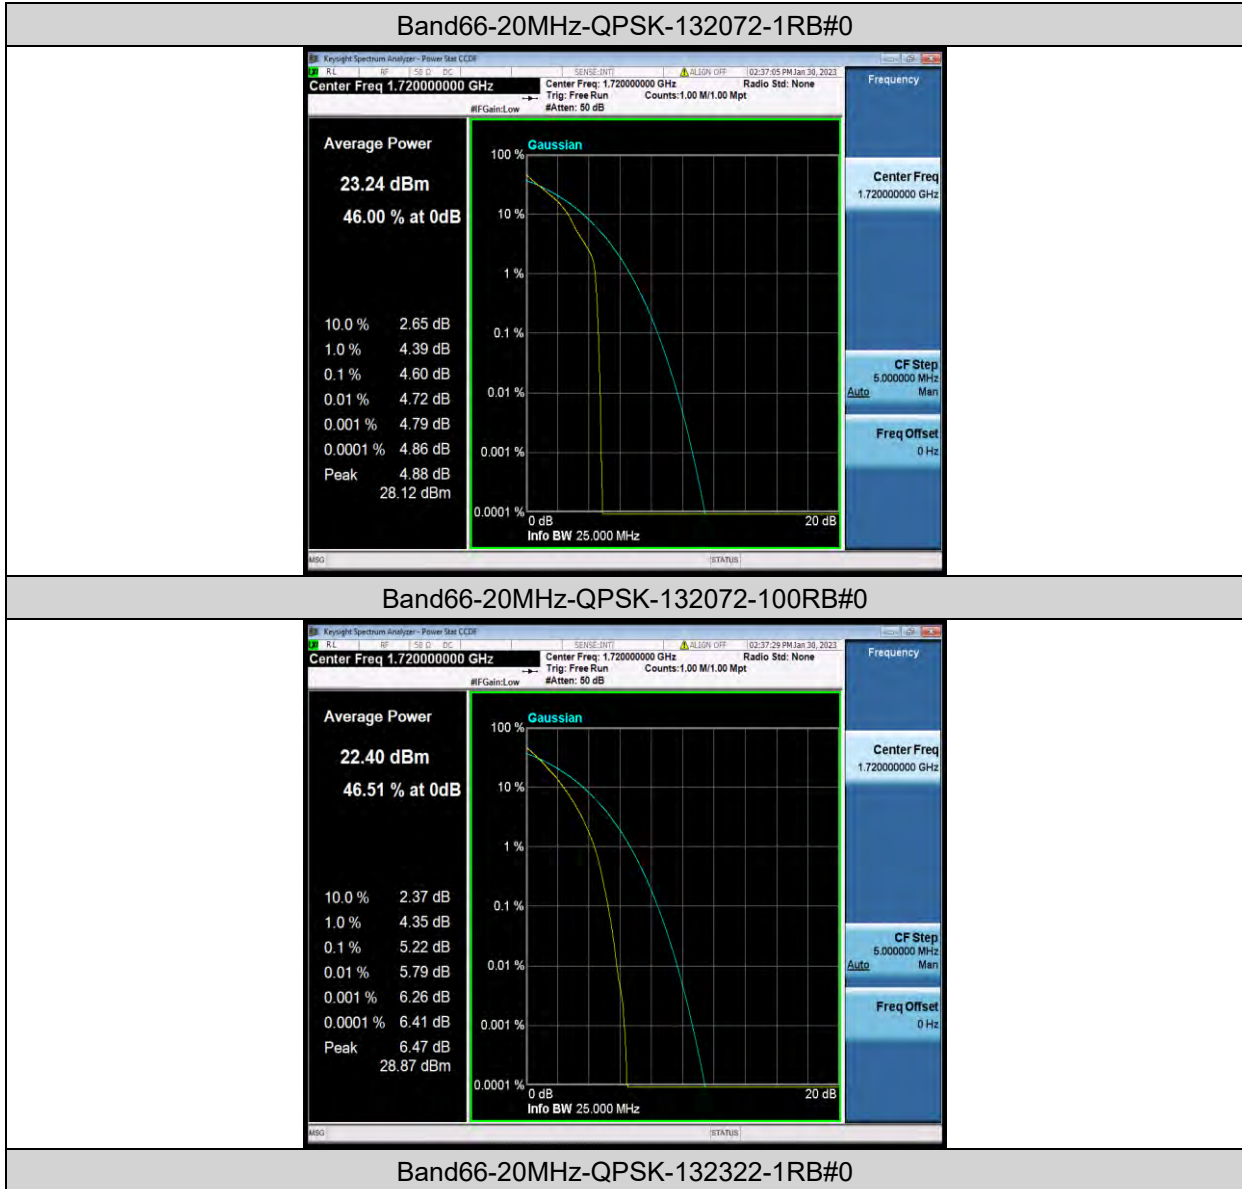 Band66-20MHz-QPSK-132072-1RB#0
Keysight Spectrum Analyzer - Power Stat CCDF
RL RF 50 Ω DC SENSE:INT ALIGN OFF 02:37:05 PM Jan 30, 2023
Center Freq 1.720000000 GHz
Center Freq: 1.720000000 GHz Radio Std: None
Trig: Free Run Counts:1.00 M/1.00 Mpt
#IFGain:Low #Atten: 50 dB
Frequency
Average Power
23.24 dBm
46.00 % at 0dB
10.0 % 2.65 dB
1.0 % 4.39 dB
0.1 % 4.60 dB
0.01 % 4.72 dB
0.001 % 4.79 dB
0.0001 % 4.86 dB
Peak 4.88 dB
28.12 dBm
Gaussian
100 %
10 %
1 %
0.1 %
0.01 %
0.001 %
0.0001 %
0 dB 20 dB
Info BW 25.000 MHz
Center Freq
1.720000000 GHz
CF Step
5.000000 MHz
Auto Man
Freq Offset
0 Hz
MSG STATUS
Band66-20MHz-QPSK-132072-100RB#0
Keysight Spectrum Analyzer - Power Stat CCDF
RL RF 50 Ω DC SENSE:INT ALIGN OFF 02:37:29 PM Jan 30, 2023
Center Freq 1.720000000 GHz
Center Freq: 1.720000000 GHz Radio Std: None
Trig: Free Run Counts:1.00 M/1.00 Mpt
#IFGain:Low #Atten: 50 dB
Frequency
Average Power
22.40 dBm
46.51 % at 0dB
10.0 % 2.37 dB
1.0 % 4.35 dB
0.1 % 5.22 dB
0.01 % 5.79 dB
0.001 % 6.26 dB
0.0001 % 6.41 dB
Peak 6.47 dB
28.87 dBm
Gaussian
100 %
10 %
1 %
0.1 %
0.01 %
0.001 %
0.0001 %
0 dB 20 dB
Info BW 25.000 MHz
Center Freq
1.720000000 GHz
CF Step
5.000000 MHz
Auto Man
Freq Offset
0 Hz
MSG STATUS
Band66-20MHz-QPSK-132322-1RB#0